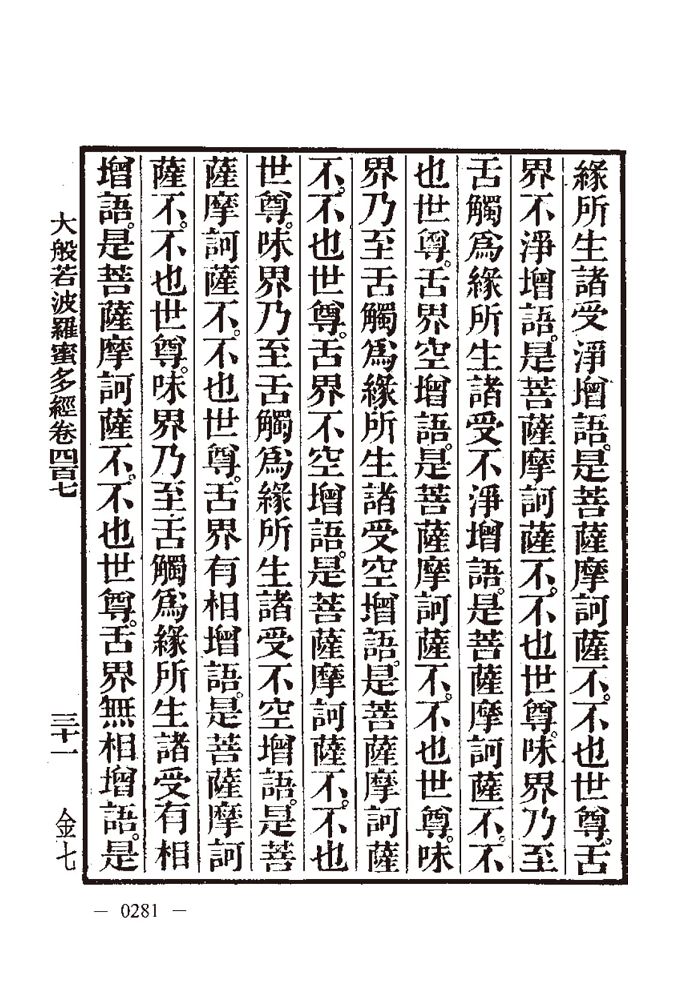 緣所生諸受淨增語。是菩薩摩訶薩不。不也世尊。舌
界不淨增語。是菩薩摩訶薩不。不也世尊。味界乃至
舌觸爲緣所生諸受不淨增語。是菩薩摩訶薩不。不
也世尊。舌界空增語。是菩薩摩訶薩不。不也世尊。味
界乃至舌觸爲緣所生諸受空增語。是菩薩摩訶薩
不。不也世尊。舌界不空增語。是菩薩摩訶薩不。不也
世尊。味界乃至舌觸爲緣所生諸受不空增語。是菩
薩摩訶薩不。不也世尊。舌界有相增語。是菩薩摩訶
薩不。不也世尊。味界乃至舌觸爲緣所生諸受有相
增語。是菩薩摩訶薩不。不也世尊。舌界無相增語。是
大般若波羅蜜多經卷四百七 三十一 金七
— 0281 —